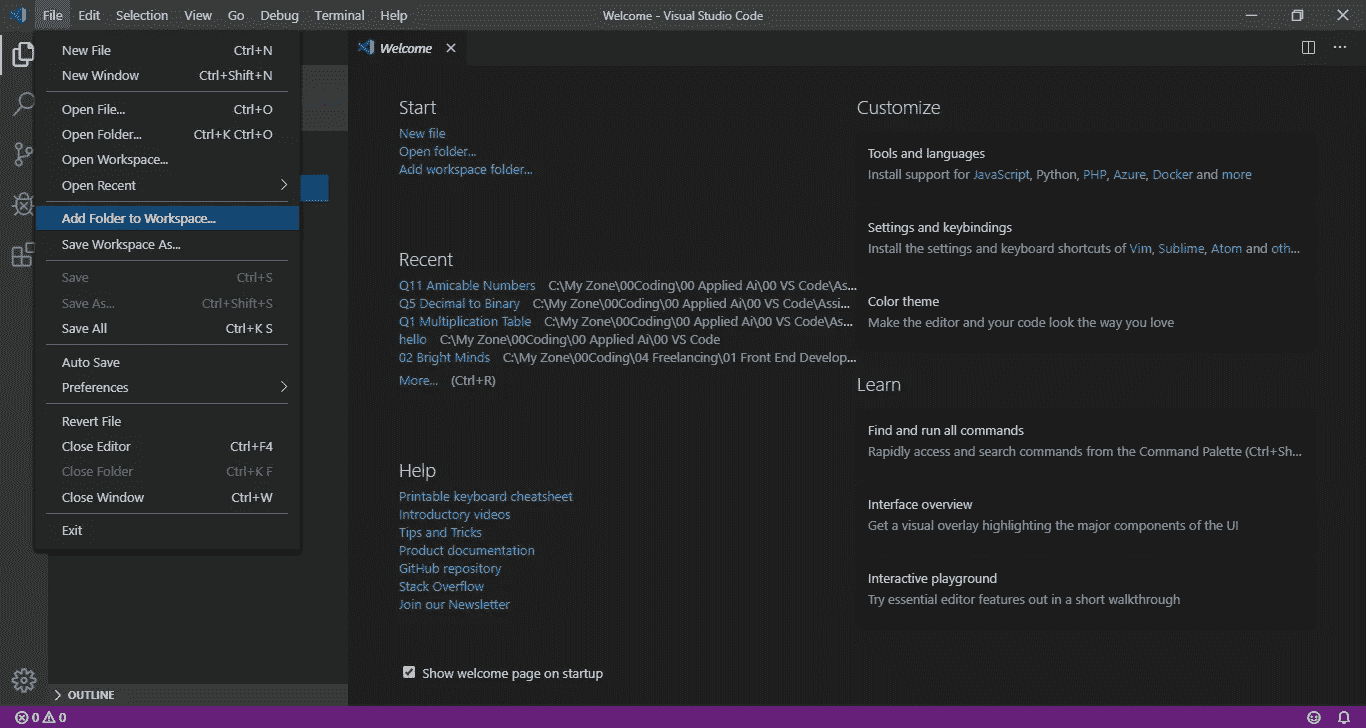 File Edit Selection View Go Debug Terminal Help
Welcome - Visual Studio Code
New File Ctrl+N
New Window Ctrl+Shift+N
Open File... Ctrl+O
Open Folder... Ctrl+K Ctrl+O
Open Workspace...
Open Recent
Add Folder to Workspace...
Save Workspace As...
Save Ctrl+S
Save As... Ctrl+Shift+S
Save All Ctrl+K S
Auto Save
Preferences
Revert File
Close Editor Ctrl+F4
Close Folder Ctrl+K F
Close Window Ctrl+W
Exit
OUTLINE
Welcome
Start
New file
Open folder...
Add workspace folder...
Recent
Q11 Amicable Numbers C:\My Zone\00Coding\00 Applied Ai\00 VS Code\As...
Q5 Decimal to Binary C:\My Zone\00Coding\00 Applied Ai\00 VS Code\Assi...
Q1 Multiplication Table C:\My Zone\00Coding\00 Applied Ai\00 VS Code\As...
hello C:\My Zone\00Coding\00 Applied Ai\00 VS Code
02 Bright Minds C:\My Zone\00Coding\04 Freelancing\01 Front End Develop...
More... (Ctrl+R)
Help
Printable keyboard cheatsheet
Introductory videos
Tips and Tricks
Product documentation
GitHub repository
Stack Overflow
Join our Newsletter
Show welcome page on startup
Customize
Tools and languages
Install support for JavaScript, Python, PHP, Azure, Docker and more
Settings and keybindings
Install the settings and keyboard shortcuts of Vim, Sublime, Atom and oth...
Color theme
Make the editor and your code look the way you love
Learn
Find and run all commands
Rapidly access and search commands from the Command Palette (Ctrl+Sh...
Interface overview
Get a visual overlay highlighting the major components of the UI
Interactive playground
Try essential editor features out in a short walkthrough
0 0